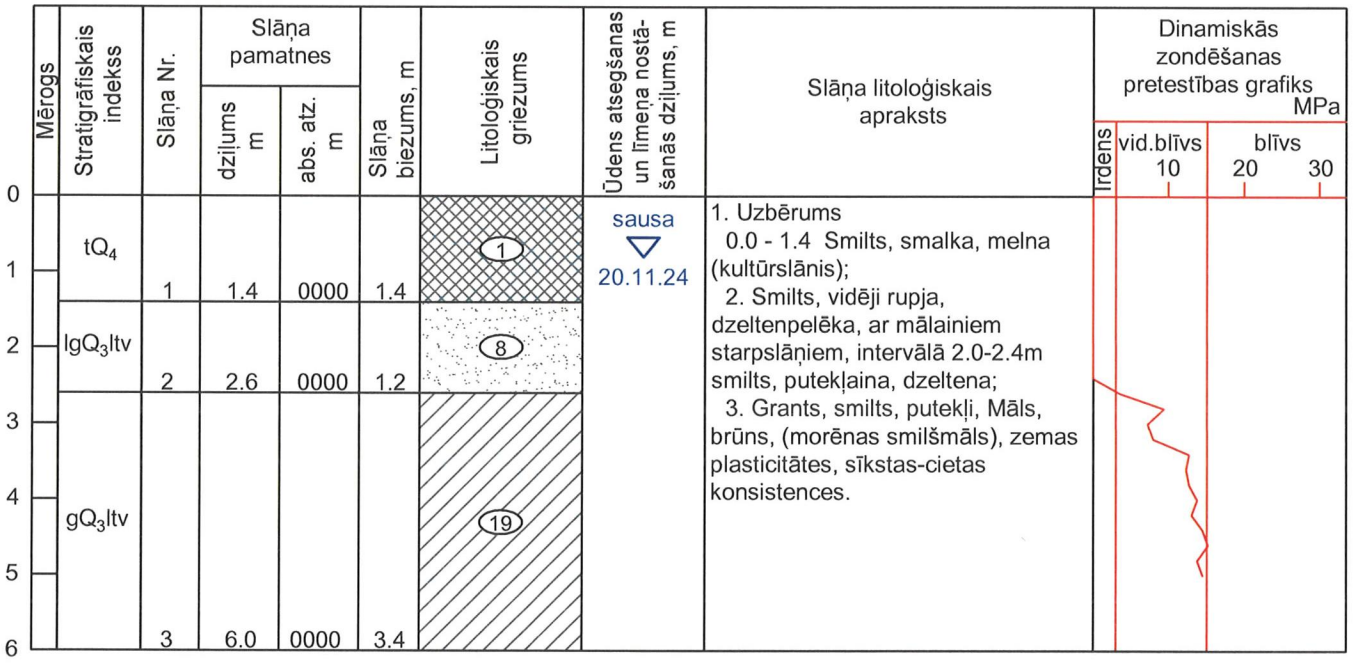 Mērogs
Stratigrāfiskais
indekss
Slāņa Nr.
Slāņa
pamatnes
dziļums
m
abs. atz.
m
Slāņa
biezums, m
Litoloģiskais
griezums
Ūdens atsegšanas
un līmeņa nostā-
šanās dziļums, m
Slāņa litoloģiskais
apraksts
Dinamiskās
zondēšanas
pretestības grafiks
MPa
Irdens
vid.blīvs
blīvs
10
20
30
0
1
2
3
4
5
6
tQ₄
1
1.4
0000
1.4
1
lgQ₃ltv
2
2.6
0000
1.2
8
gQ₃ltv
3
6.0
0000
3.4
19
sausa
20.11.24
1. Uzbērums
0.0 - 1.4 Smilts, smalka, melna
(kultūrslānis);
2. Smilts, vidēji rupja,
dzeltenpelēka, ar mālainiem
starpslāņiem, intervālā 2.0-2.4m
smilts, putekļaina, dzeltena;
3. Grants, smilts, putekļi, Māls,
brūns, (morēnas smilšmāls), zemas
plasticitātes, sīkstas-cietas
konsistences.